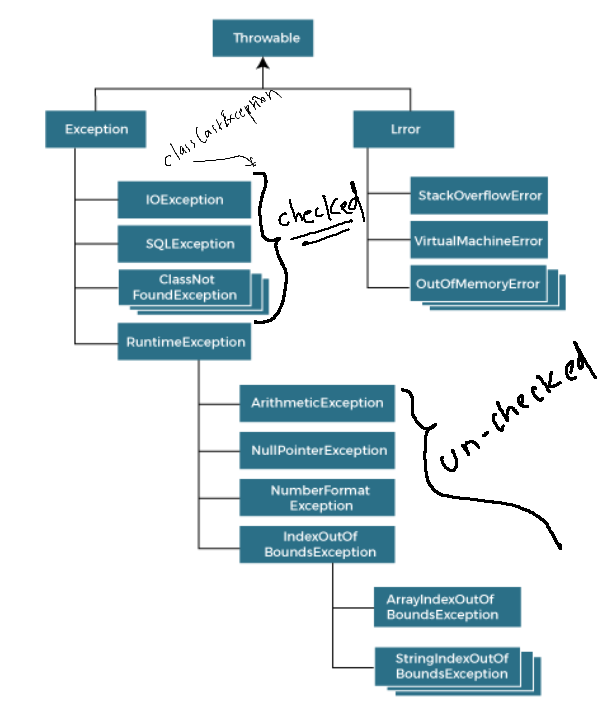 Throwable
Exception
Lrror
classCastException
IOException
checked
StackOverflowError
SQLException
VirtualMachineError
ClassNot
FoundException
OutOfMemoryError
RuntimeException
ArithmeticException
un-checked
NullPointerException
NumberFormat
Exception
IndexOutOf
BoundsException
ArrayIndexOutOf
BoundsException
StringIndexOutOf
BoundsException